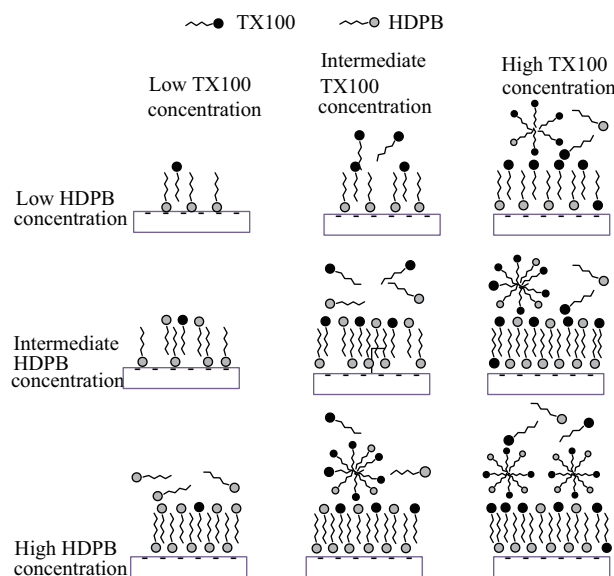 TX100
HDPB
Low TX100
concentration
Intermediate
TX100
concentration
High TX100
concentration
Low HDPB
concentration
Intermediate
HDPB
concentration
High HDPB
concentration